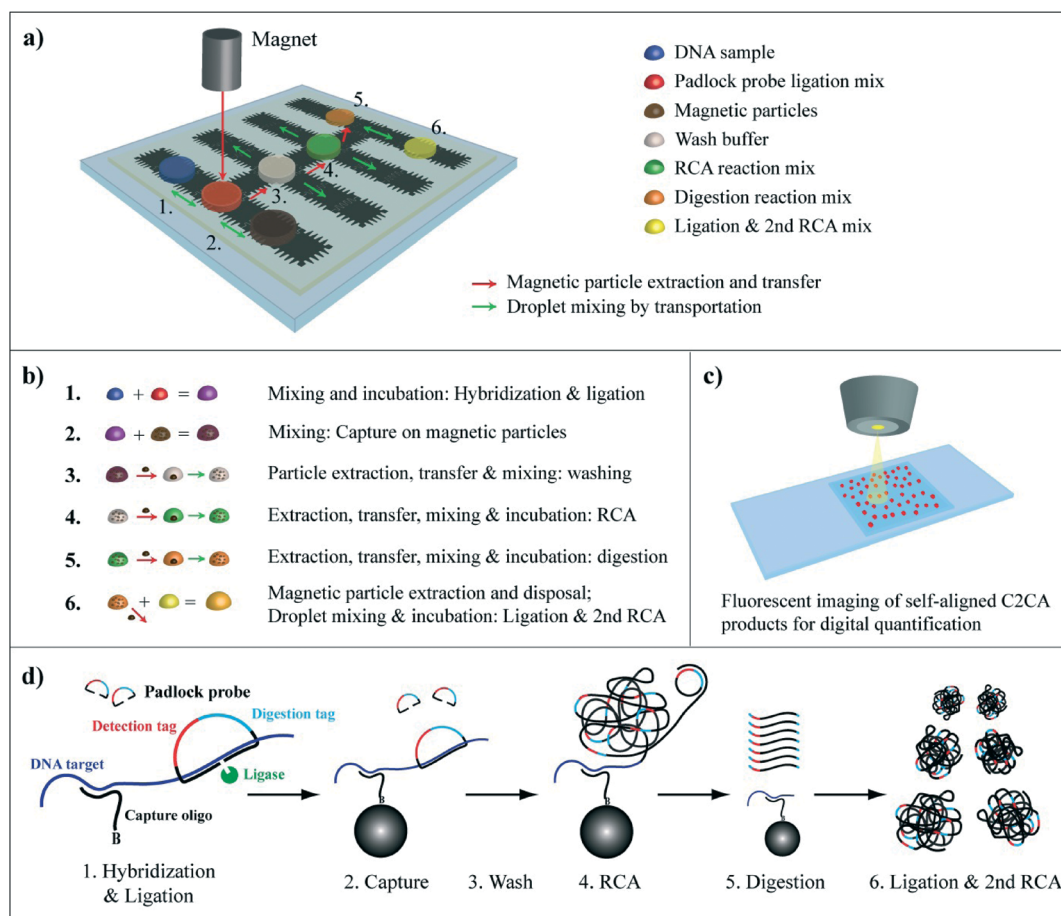 a)
Magnet
DNA sample
Padlock probe ligation mix
Magnetic particles
Wash buffer
RCA reaction mix
Digestion reaction mix
Ligation & 2nd RCA mix
5.
6.
4.
3.
1.
2.
Magnetic particle extraction and transfer
Droplet mixing by transportation
b)
1. + = Mixing and incubation: Hybridization & ligation
2. + = Mixing: Capture on magnetic particles
3. Particle extraction, transfer & mixing: washing
4. Extraction, transfer, mixing & incubation: RCA
5. Extraction, transfer, mixing & incubation: digestion
6. + = Magnetic particle extraction and disposal;
Droplet mixing & incubation: Ligation & 2nd RCA
c)
Fluorescent imaging of self-aligned C2CA
products for digital quantification
d)
Padlock probe
Detection tag
Digestion tag
DNA target
Ligase
Capture oligo
B
B
B
B
1. Hybridization
& Ligation
2. Capture
3. Wash
4. RCA
5. Digestion
6. Ligation & 2nd RCA